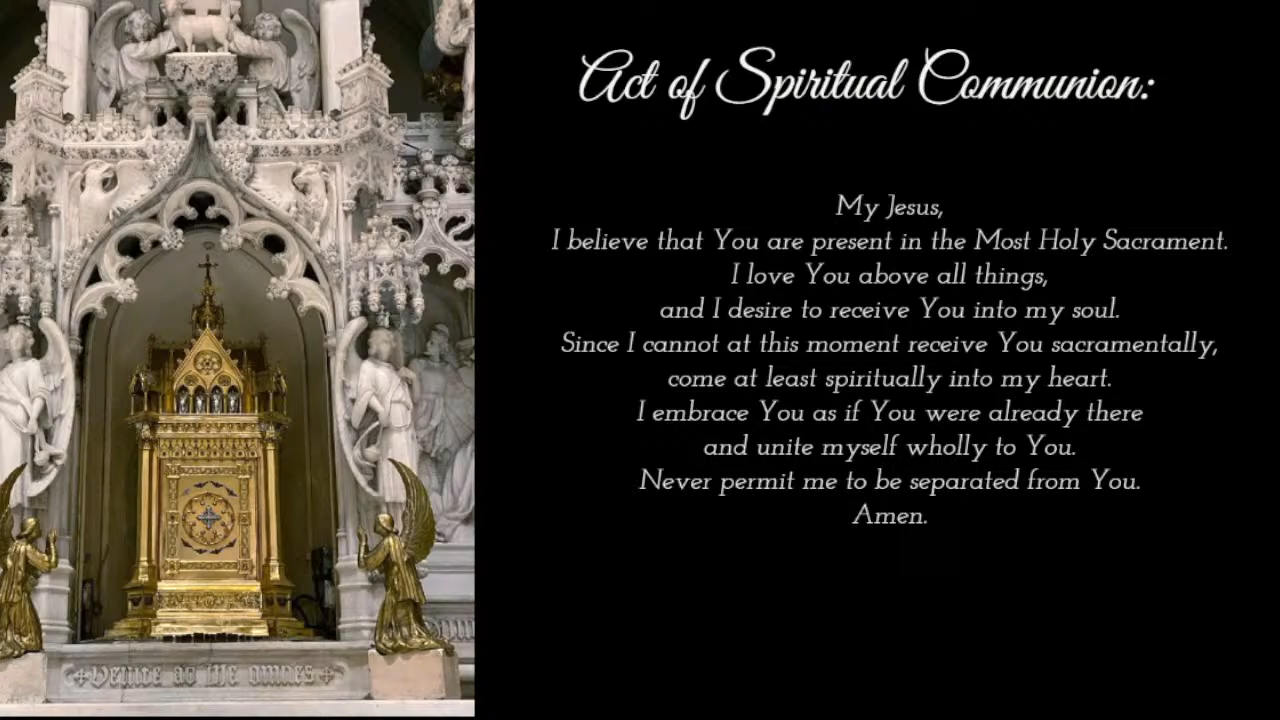 Act of Spiritual Communion:
My Jesus,
I believe that You are present in the Most Holy Sacrament.
I love You above all things,
and I desire to receive You into my soul.
Since I cannot at this moment receive You sacramentally,
come at least spiritually into my heart.
I embrace You as if You were already there
and unite myself wholly to You.
Never permit me to be separated from You.
Amen.
Venite ad Me omnes